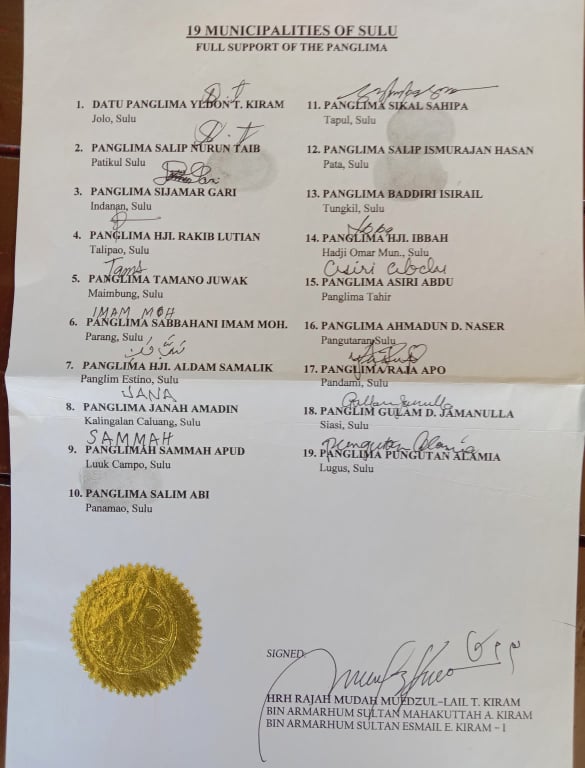 19 MUNICIPALITIES OF SULU
FULL SUPPORT OF THE PANGLIMA
1. DATU PANGLIMA YLDON T. KIRAM
Jolo, Sulu
2. PANGLIMA SALIP NURUN TAIB
Patikul Sulu
3. PANGLIMA SIJAMAR GARI
Indanan, Sulu
4. PANGLIMA HJI. RAKIB LUTIAN
Talipao, Sulu
Tams
5. PANGLIMA TAMANO JUWAK
Maimbung, Sulu
IMAM MOH
6. PANGLIMA SABBAHANI IMAM MOH.
Parang, Sulu
7. PANGLIMA HJI. ALDAM SAMALIK
Panglim Estino, Sulu
JANA
8. PANGLIMA JANAH AMADIN
Kalingalan Caluang, Sulu
SAMMAH
9. PANGLIMAH SAMMAH APUD
Luuk Campo, Sulu
10. PANGLIMA SALIM ABI
Panamao, Sulu
11. PANGLIMA SIKAL SAHIPA
Tapul, Sulu
12. PANGLIMA SALIP ISMURAJAN HASAN
Pata, Sulu
13. PANGLIMA BADDIRI ISIRAIL
Tungkil, Sulu
14. PANGLIMA HJI. IBBAH
Hadji Omar Mun., Sulu
Asiri Abdu
15. PANGLIMA ASIRI ABDU
Panglima Tahir
16. PANGLIMA AHMADUN D. NASER
Pangutaran Sulu
17. PANGLIMA RAJA APO
Pandami, Sulu
18. PANGLIM GULAM D. JAMANULLA
Siasi, Sulu
Pungutan Alamia
19. PANGLIMA PUNGUTAN ALAMIA
Lugus, Sulu
SIGNED:
HRH RAJAH MUDAH MUEDZUL–LAIL T. KIRAM
BIN ARMARHUM SULTAN MAHAKUTTAH A. KIRAM
BIN ARMARHUM SULTAN ESMAIL E. KIRAM – I